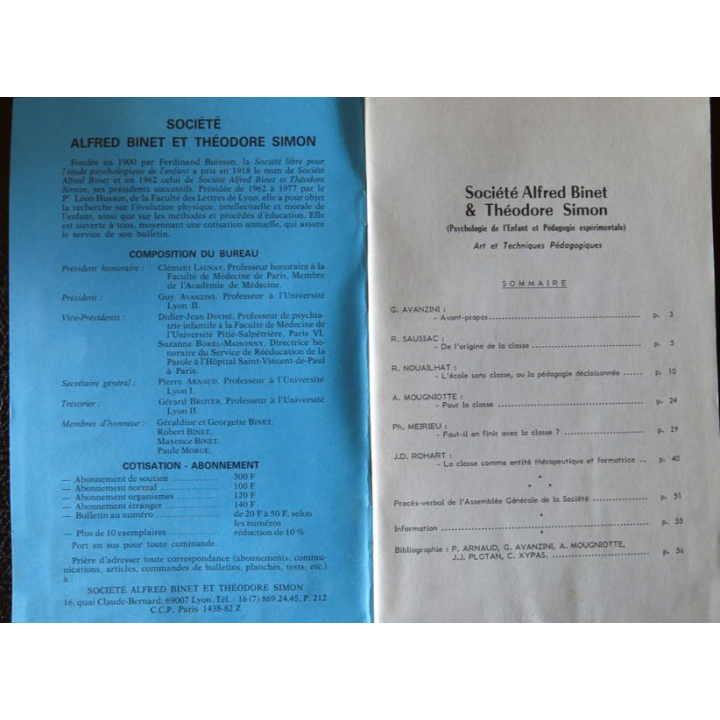 SOCIÉTÉ
ALFRED BINET ET THÉODORE SIMON
Fondée en 1900 par Ferdinand Buisson, la Société libre pour
l'étude psychologique de l'enfant a pris en 1918 le nom de Société
Alfred Binet et en 1962 celui de Société Alfred Binet et Théodore
Simon, ses présidents successifs. Présidée de 1962 à 1977 par le
Pr Léon Husson, de la Faculté des Lettres de Lyon, elle a pour objet
la recherche sur l'évolution physique, intellectuelle et morale de
l'enfant, ainsi que sur les méthodes et procédés d'éducation. Elle
est ouverte à tous, moyennant une cotisation annuelle, qui assure
le service de son bulletin.
COMPOSITION DU BUREAU
Président honoraire : Clément LAUNAY, Professeur honoraire à la
Faculté de Médecine de Paris, Membre
de l'Académie de Médecine.
Président : Guy AVANZINI, Professeur à l'Université
Lyon II.
Vice-Présidents : Didier-Jean DUCHÉ, Professeur de psychia-
trie infantile à la Faculté de Médecine de
l'Université Pitié-Salpêtrière, Paris VI.
Suzanne BOREL-MAISONNY, Directrice ho-
noraire du Service de Rééducation de la
Parole à l'Hôpital Saint-Vincent-de-Paul
à Paris.
Secrétaire général : Pierre ARNAUD, Professeur à l'Université
Lyon I.
Trésorier : Gérard BROYER, Professeur à l'Université
Lyon II.
Membres d'honneur : Géraldine et Georgette BINET,
Robert BINET,
Maxence BINET,
Paule MORGE.
COTISATION - ABONNEMENT
— Abonnement de soutien 300 F
— Abonnement normal 100 F
— Abonnement organismes 120 F
— Abonnement étranger 140 F
— Bulletin au numéro de 20 F à 50 F, selon
les numéros
— Plus de 10 exemplaires réduction de 10 %
Port en sus pour toute commande.
Prière d'adresser toute correspondance (abonnements, commu-
nications, articles, commandes de bulletins, planches, tests, etc.)
à :
SOCIÉTÉ ALFRED BINET ET THÉODORE SIMON
16, quai Claude-Bernard, 69007 Lyon. Tél. : 16 (7) 869.24.45, P. 212
C.C.P. Paris 1438-82 Z
Société Alfred Binet
& Théodore Simon
(Psychologie de l'Enfant et Pédagogie expérimentale)
Art et Techniques Pédagogiques
SOMMAIRE
G. AVANZINI :
- Avant-propos p. 3
R. SAUSSAC :
- De l'origine de la classe p. 5
R. NOUAILHAT :
- L'école sans classe, ou la pédagogie décloisonnée p. 10
A. MOUGNIOTTE :
- Pour la classe p. 24
Ph. MEIRIEU :
- Faut-il en finir avec la classe ? p. 29
J.D. ROHART :
- La classe comme entité thérapeutique et formatrice .. p. 40
Procès-verbal de l'Assemblée Générale de la Société p. 51
Information p. 55
Bibliographie : P. ARNAUD, G. AVANZINI, A. MOUGNIOTTE,
J.J. PLOTAN, C. XYPAS. p. 56